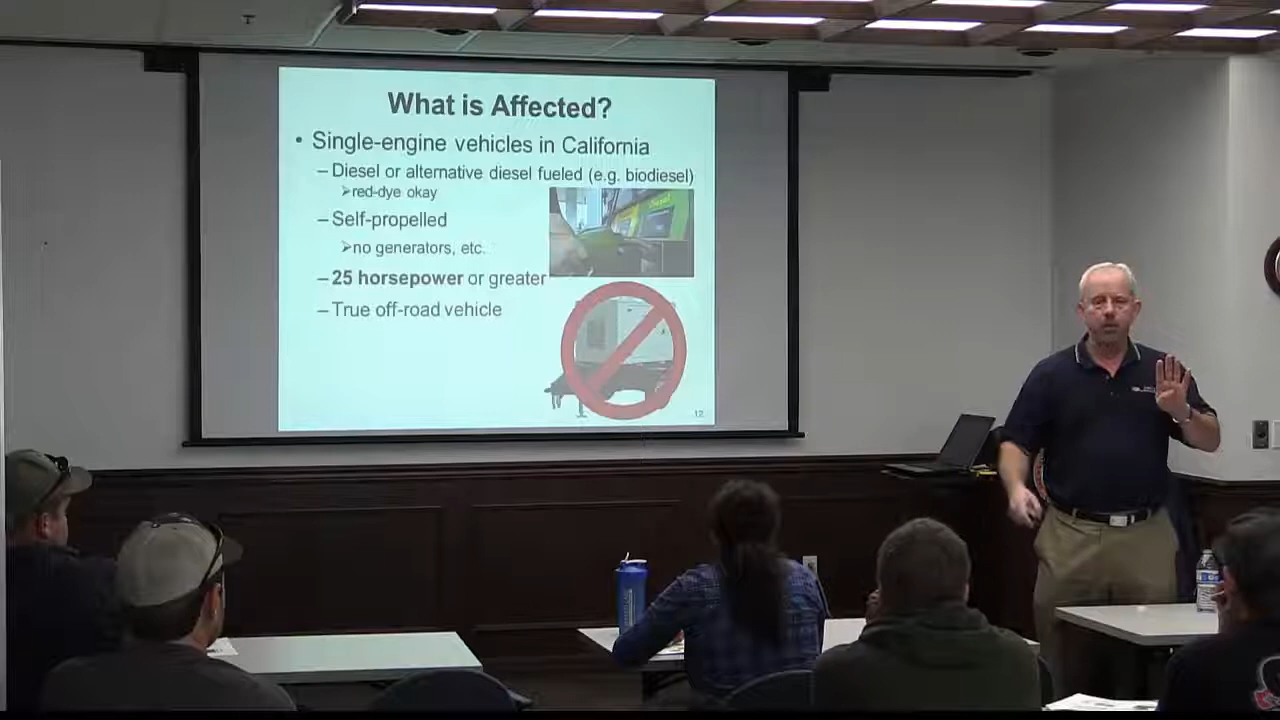 What is Affected?
• Single-engine vehicles in California
– Diesel or alternative diesel fueled (e.g. biodiesel)
➢red-dye okay
– Self-propelled
➢no generators, etc.
– 25 horsepower or greater
– True off-road vehicle
12